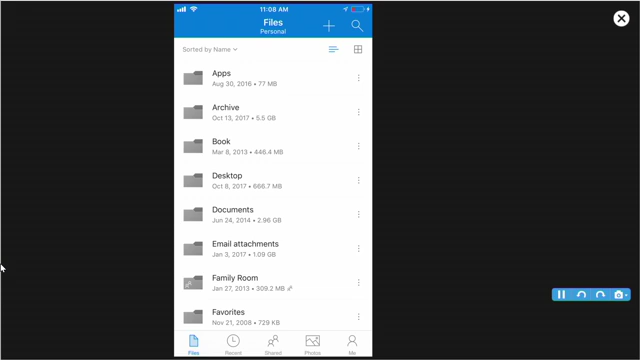 11:08 AM
Files
Personal
Sorted by Name
Apps
Aug 30, 2016 • 77 MB
Archive
Oct 13, 2017 • 5.5 GB
Book
Mar 8, 2013 • 446.4 MB
Desktop
Oct 8, 2017 • 666.7 MB
Documents
Jun 24, 2014 • 2.96 GB
Email attachments
Jan 3, 2017 • 1.09 GB
Family Room
Jan 27, 2013 • 309.2 MB
Favorites
Nov 21, 2008 • 729 KB
Files Recent Shared Photos Me